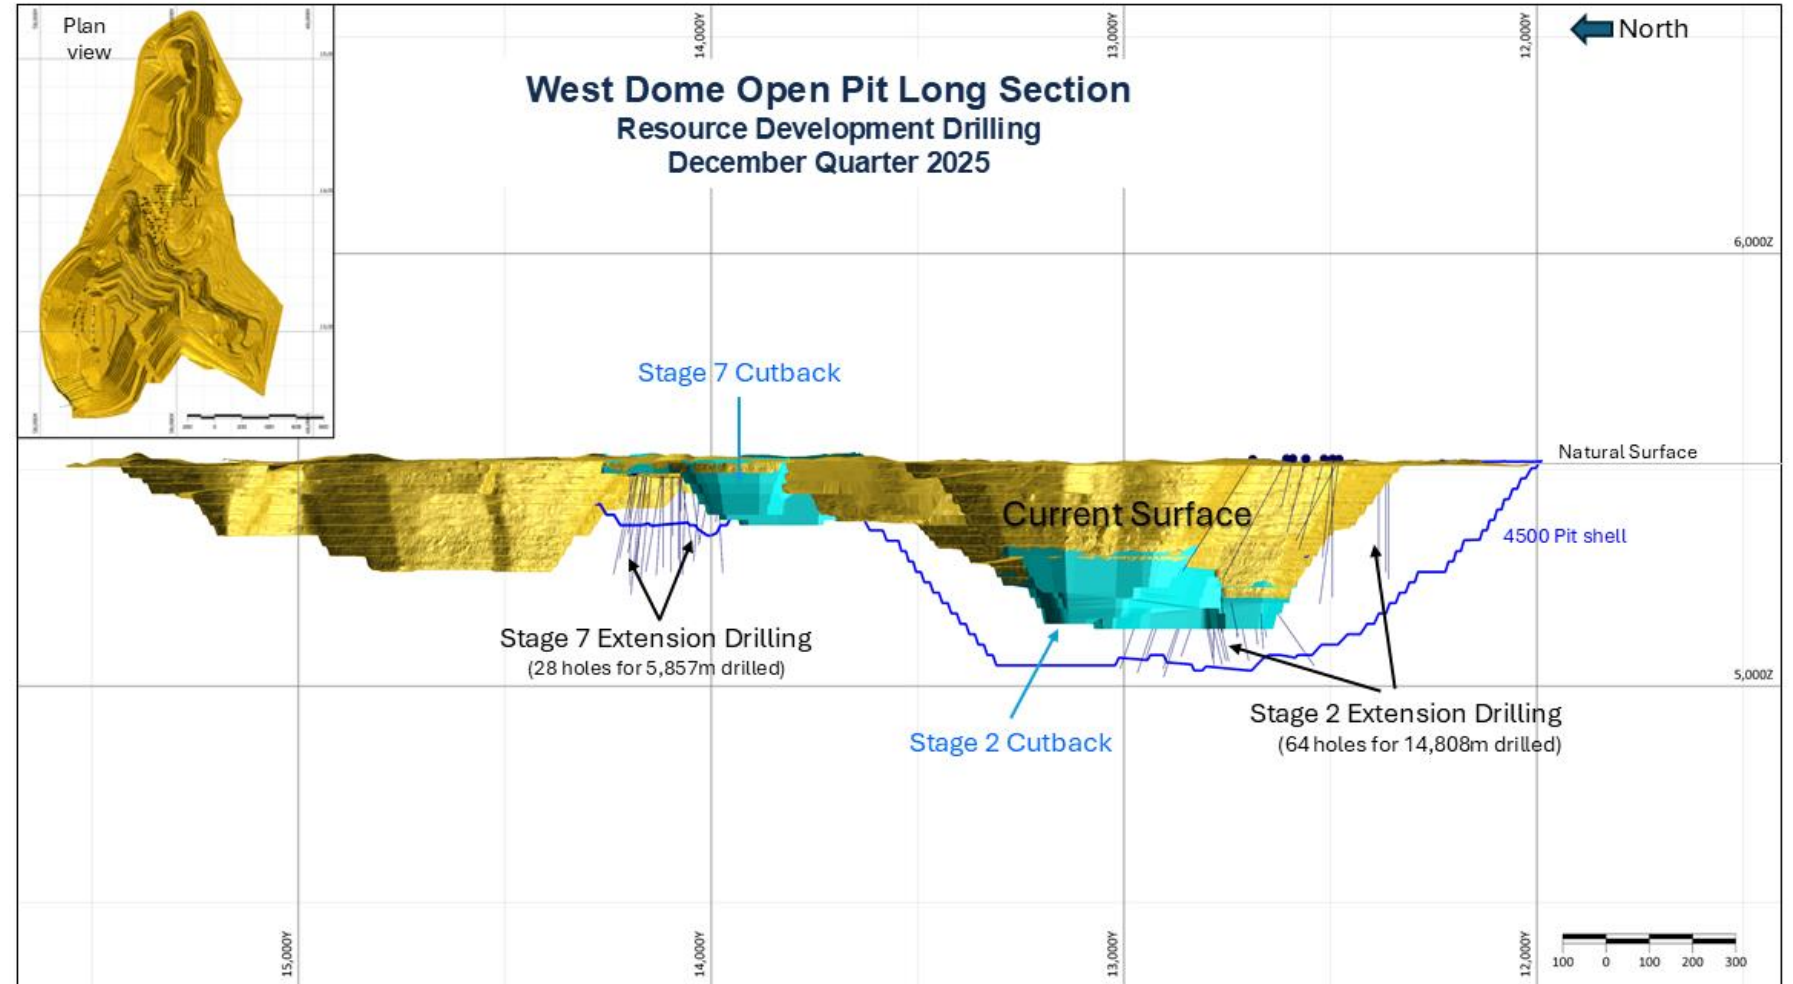 Plan
view
14,000Y
13,000Y
12,000Y
North
West Dome Open Pit Long Section
Resource Development Drilling
December Quarter 2025
6,000Z
Stage 7 Cutback
Natural Surface
Current Surface
4500 Pit shell
Stage 7 Extension Drilling
(28 holes for 5,857m drilled)
5,000Z
Stage 2 Extension Drilling
(64 holes for 14,808m drilled)
Stage 2 Cutback
15,000Y
14,000Y
13,000Y
12,000Y
100 0 100 200 300